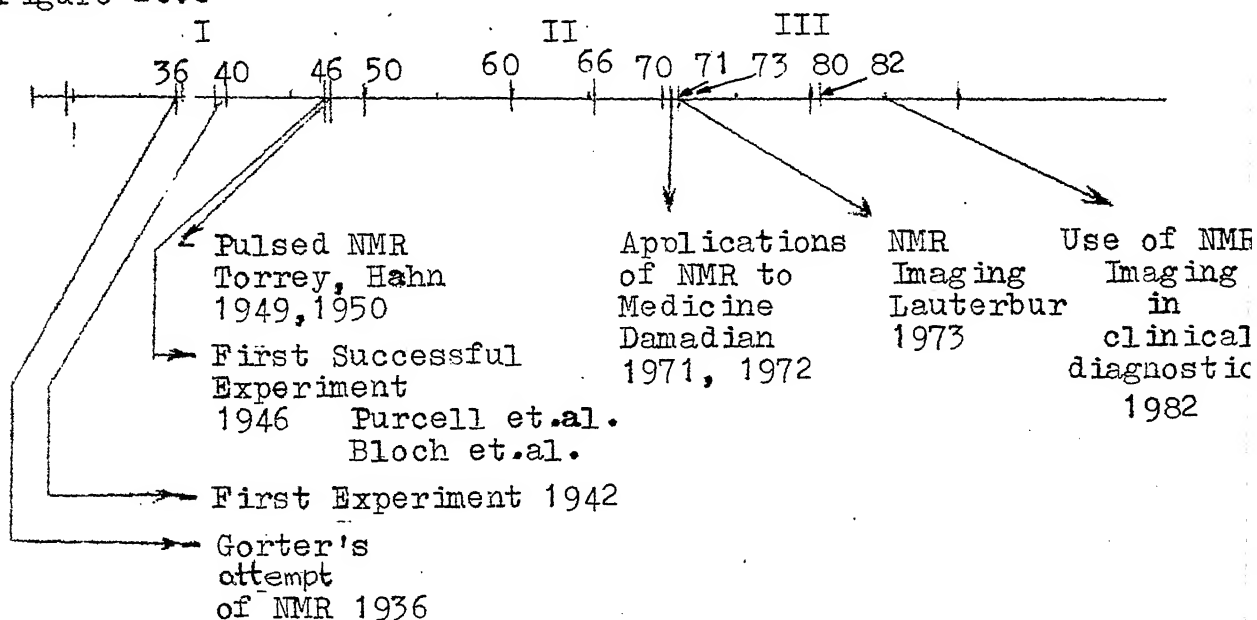 I II III
36 40 46 50 60 66 70 71 73 80 82
Pulsed NMR
Torrey, Hahn
1949,1950
First Successful
Experiment
1946 Purcell et.al.
Bloch et.al.
First Experiment 1942
Gorter's
attempt
of NMR 1936
Applications
of NMR to
Medicine
Damadian
1971, 1972
NMR
Imaging
Lauterbur
1973
Use of NMR
Imaging
in
clinical
diagnostic
1982